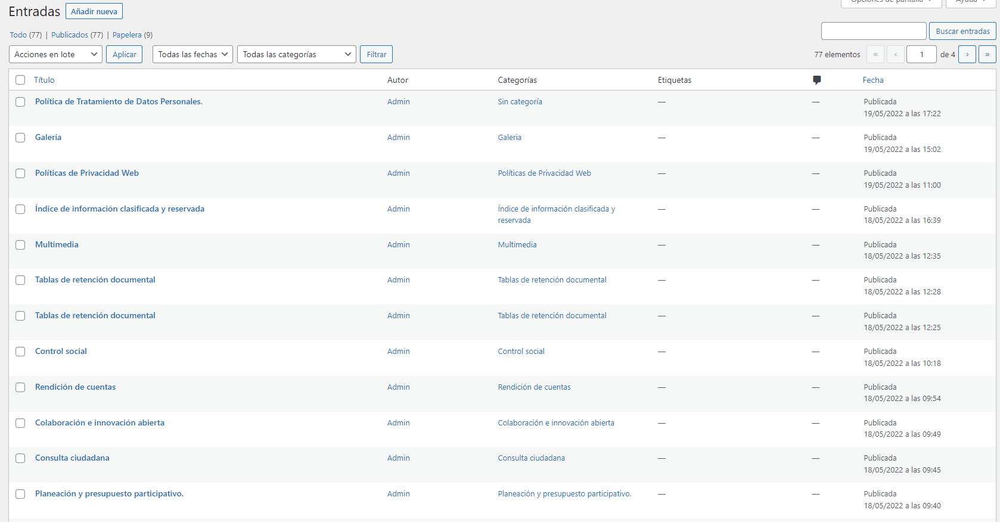 Opciones de pantalla Ayuda
Entradas Añadir nueva
Todo (77) | Publicados (77) | Papelera (9) Buscar entradas
Acciones en lote Aplicar Todas las fechas Todas las categorías Filtrar 77 elementos « ‹ 1 de 4 › »
Título Autor Categorías Etiquetas Fecha
Política de Tratamiento de Datos Personales. Admin Sin categoría — — Publicada
19/05/2022 a las 17:22
Galería Admin Galeria — — Publicada
19/05/2022 a las 15:02
Políticas de Privacidad Web Admin Políticas de Privacidad Web — — Publicada
19/05/2022 a las 11:00
Índice de información clasificada y reservada Admin Índice de información clasificada y — — Publicada
reservada 18/05/2022 a las 16:39
Multimedia Admin Multimedia — — Publicada
18/05/2022 a las 12:35
Tablas de retención documental Admin Tablas de retención documental — — Publicada
18/05/2022 a las 12:28
Tablas de retención documental Admin Tablas de retención documental — — Publicada
18/05/2022 a las 12:25
Control social Admin Control social — — Publicada
18/05/2022 a las 10:18
Rendición de cuentas Admin Rendición de cuentas — — Publicada
18/05/2022 a las 09:54
Colaboración e innovación abierta Admin Colaboración e innovación abierta — — Publicada
18/05/2022 a las 09:49
Consulta ciudadana Admin Consulta ciudadana — — Publicada
18/05/2022 a las 09:45
Planeación y presupuesto participativo. Admin Planeación y presupuesto participativo. — — Publicada
18/05/2022 a las 09:40